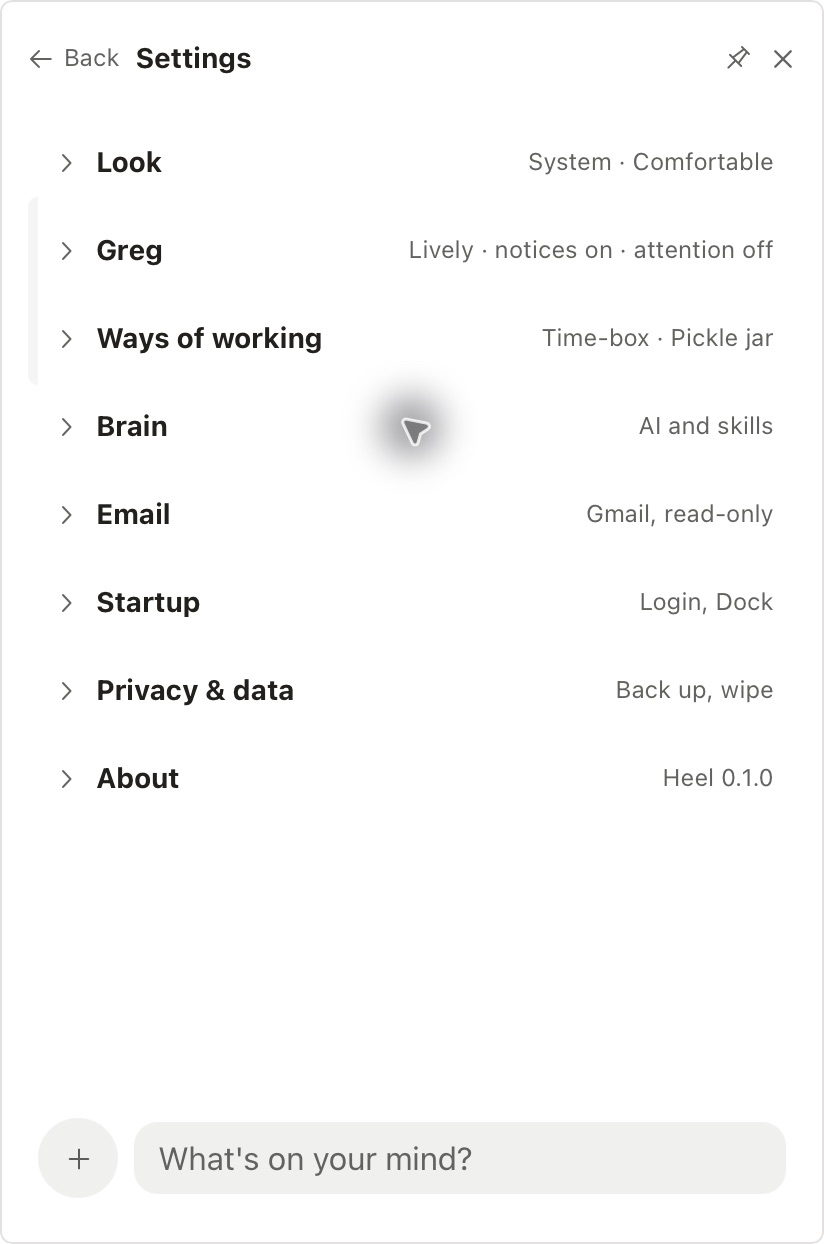 Back Settings
Look System · Comfortable
Greg Lively · notices on · attention off
Ways of working Time-box · Pickle jar
Brain AI and skills
Email Gmail, read-only
Startup Login, Dock
Privacy & data Back up, wipe
About Heel 0.1.0
What's on your mind?